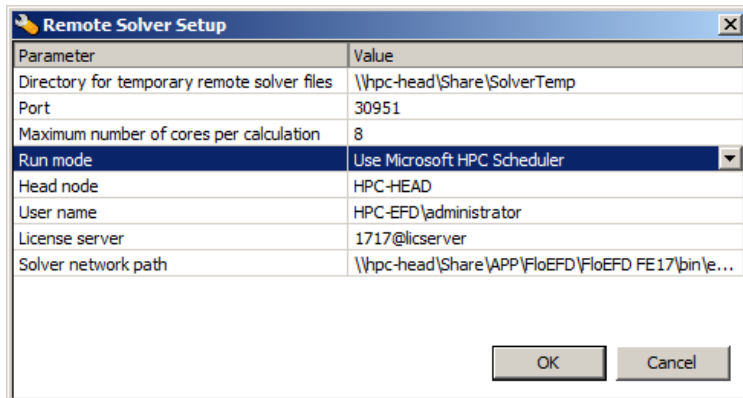 Remote Solver Setup
Parameter Value
Directory for temporary remote solver files \\hpc-head\Share\SolverTemp
Port 30951
Maximum number of cores per calculation 8
Run mode Use Microsoft HPC Scheduler
Head node HPC-HEAD
User name HPC-EFD\administrator
License server 1717@licserver
Solver network path \\hpc-head\Share\APP\FloEFD\FloEFD FE17\bin\e...
OK Cancel